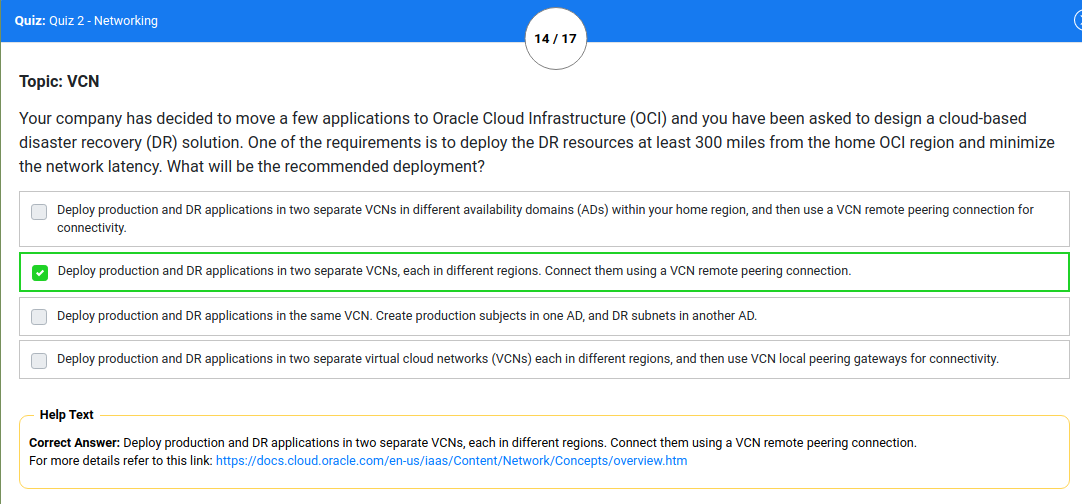 Quiz: Quiz 2 - Networking
14 / 17
Topic: VCN
Your company has decided to move a few applications to Oracle Cloud Infrastructure (OCI) and you have been asked to design a cloud-based
disaster recovery (DR) solution. One of the requirements is to deploy the DR resources at least 300 miles from the home OCI region and minimize
the network latency. What will be the recommended deployment?
Deploy production and DR applications in two separate VCNs in different availability domains (ADs) within your home region, and then use a VCN remote peering connection for
connectivity.
Deploy production and DR applications in two separate VCNs, each in different regions. Connect them using a VCN remote peering connection.
Deploy production and DR applications in the same VCN. Create production subjects in one AD, and DR subnets in another AD.
Deploy production and DR applications in two separate virtual cloud networks (VCNs) each in different regions, and then use VCN local peering gateways for connectivity.
Help Text
Correct Answer: Deploy production and DR applications in two separate VCNs, each in different regions. Connect them using a VCN remote peering connection.
For more details refer to this link: https://docs.cloud.oracle.com/en-us/iaas/Content/Network/Concepts/overview.htm